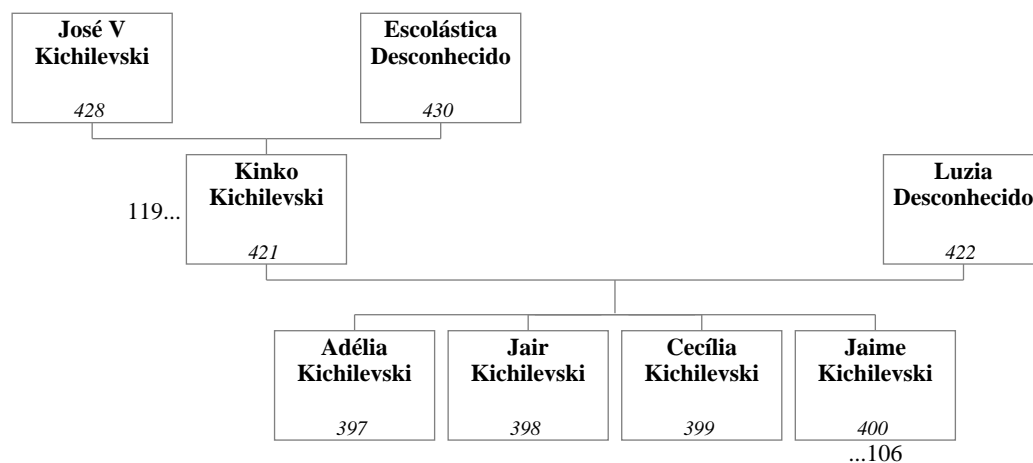 José V
Kichilevski
428
Escolástica
Desconhecido
430
119...
Kinko
Kichilevski
421
Luzia
Desconhecido
422
Adélia
Kichilevski
397
Jair
Kichilevski
398
Cecília
Kichilevski
399
Jaime
Kichilevski
400
...106